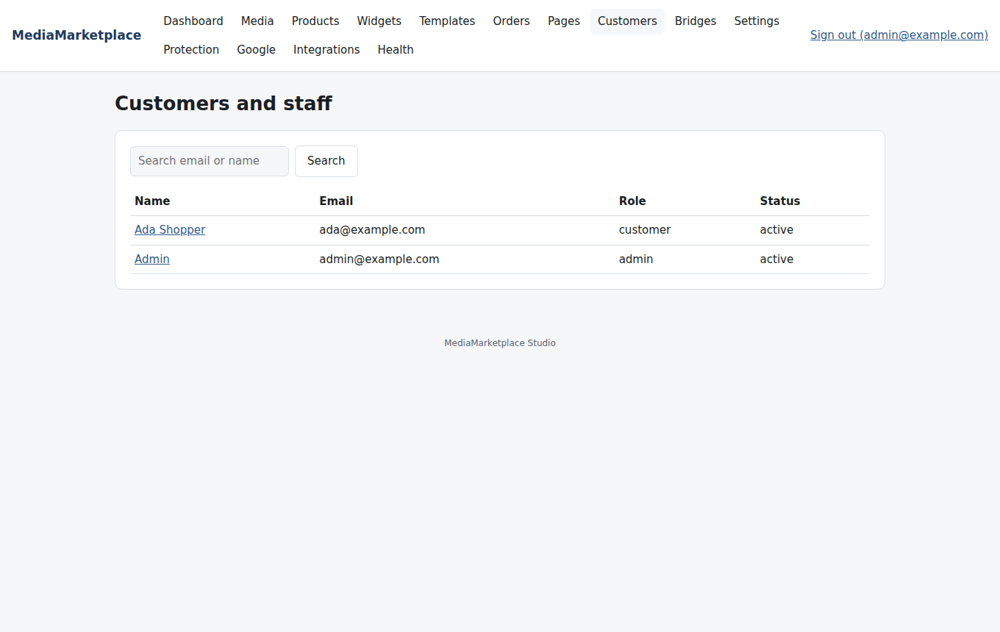 MediaMarketplace
Dashboard Media Products Widgets Templates Orders Pages Customers Bridges Settings
Protection Google Integrations Health
Sign out (admin@example.com)
Customers and staff
Search email or name Search
Name Email Role Status
Ada Shopper ada@example.com customer active
Admin admin@example.com admin active
MediaMarketplace Studio